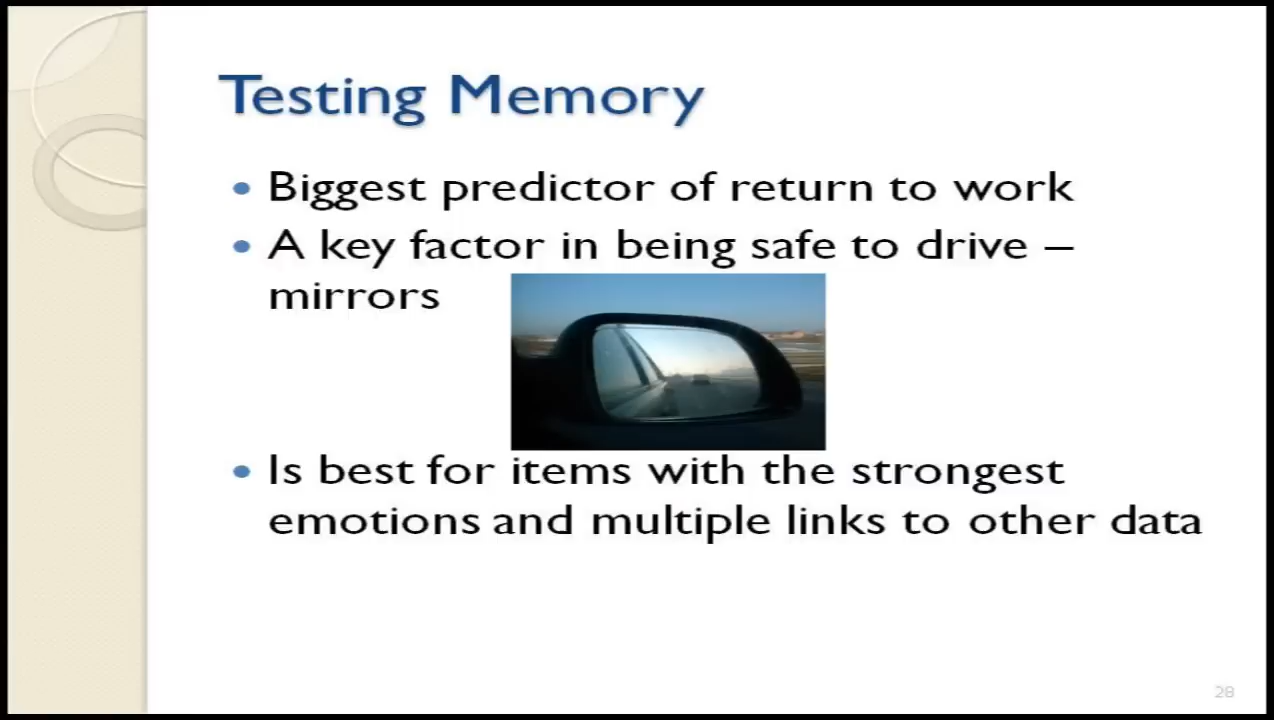 Testing Memory
• Biggest predictor of return to work
• A key factor in being safe to drive –
mirrors
• Is best for items with the strongest
emotions and multiple links to other data
28